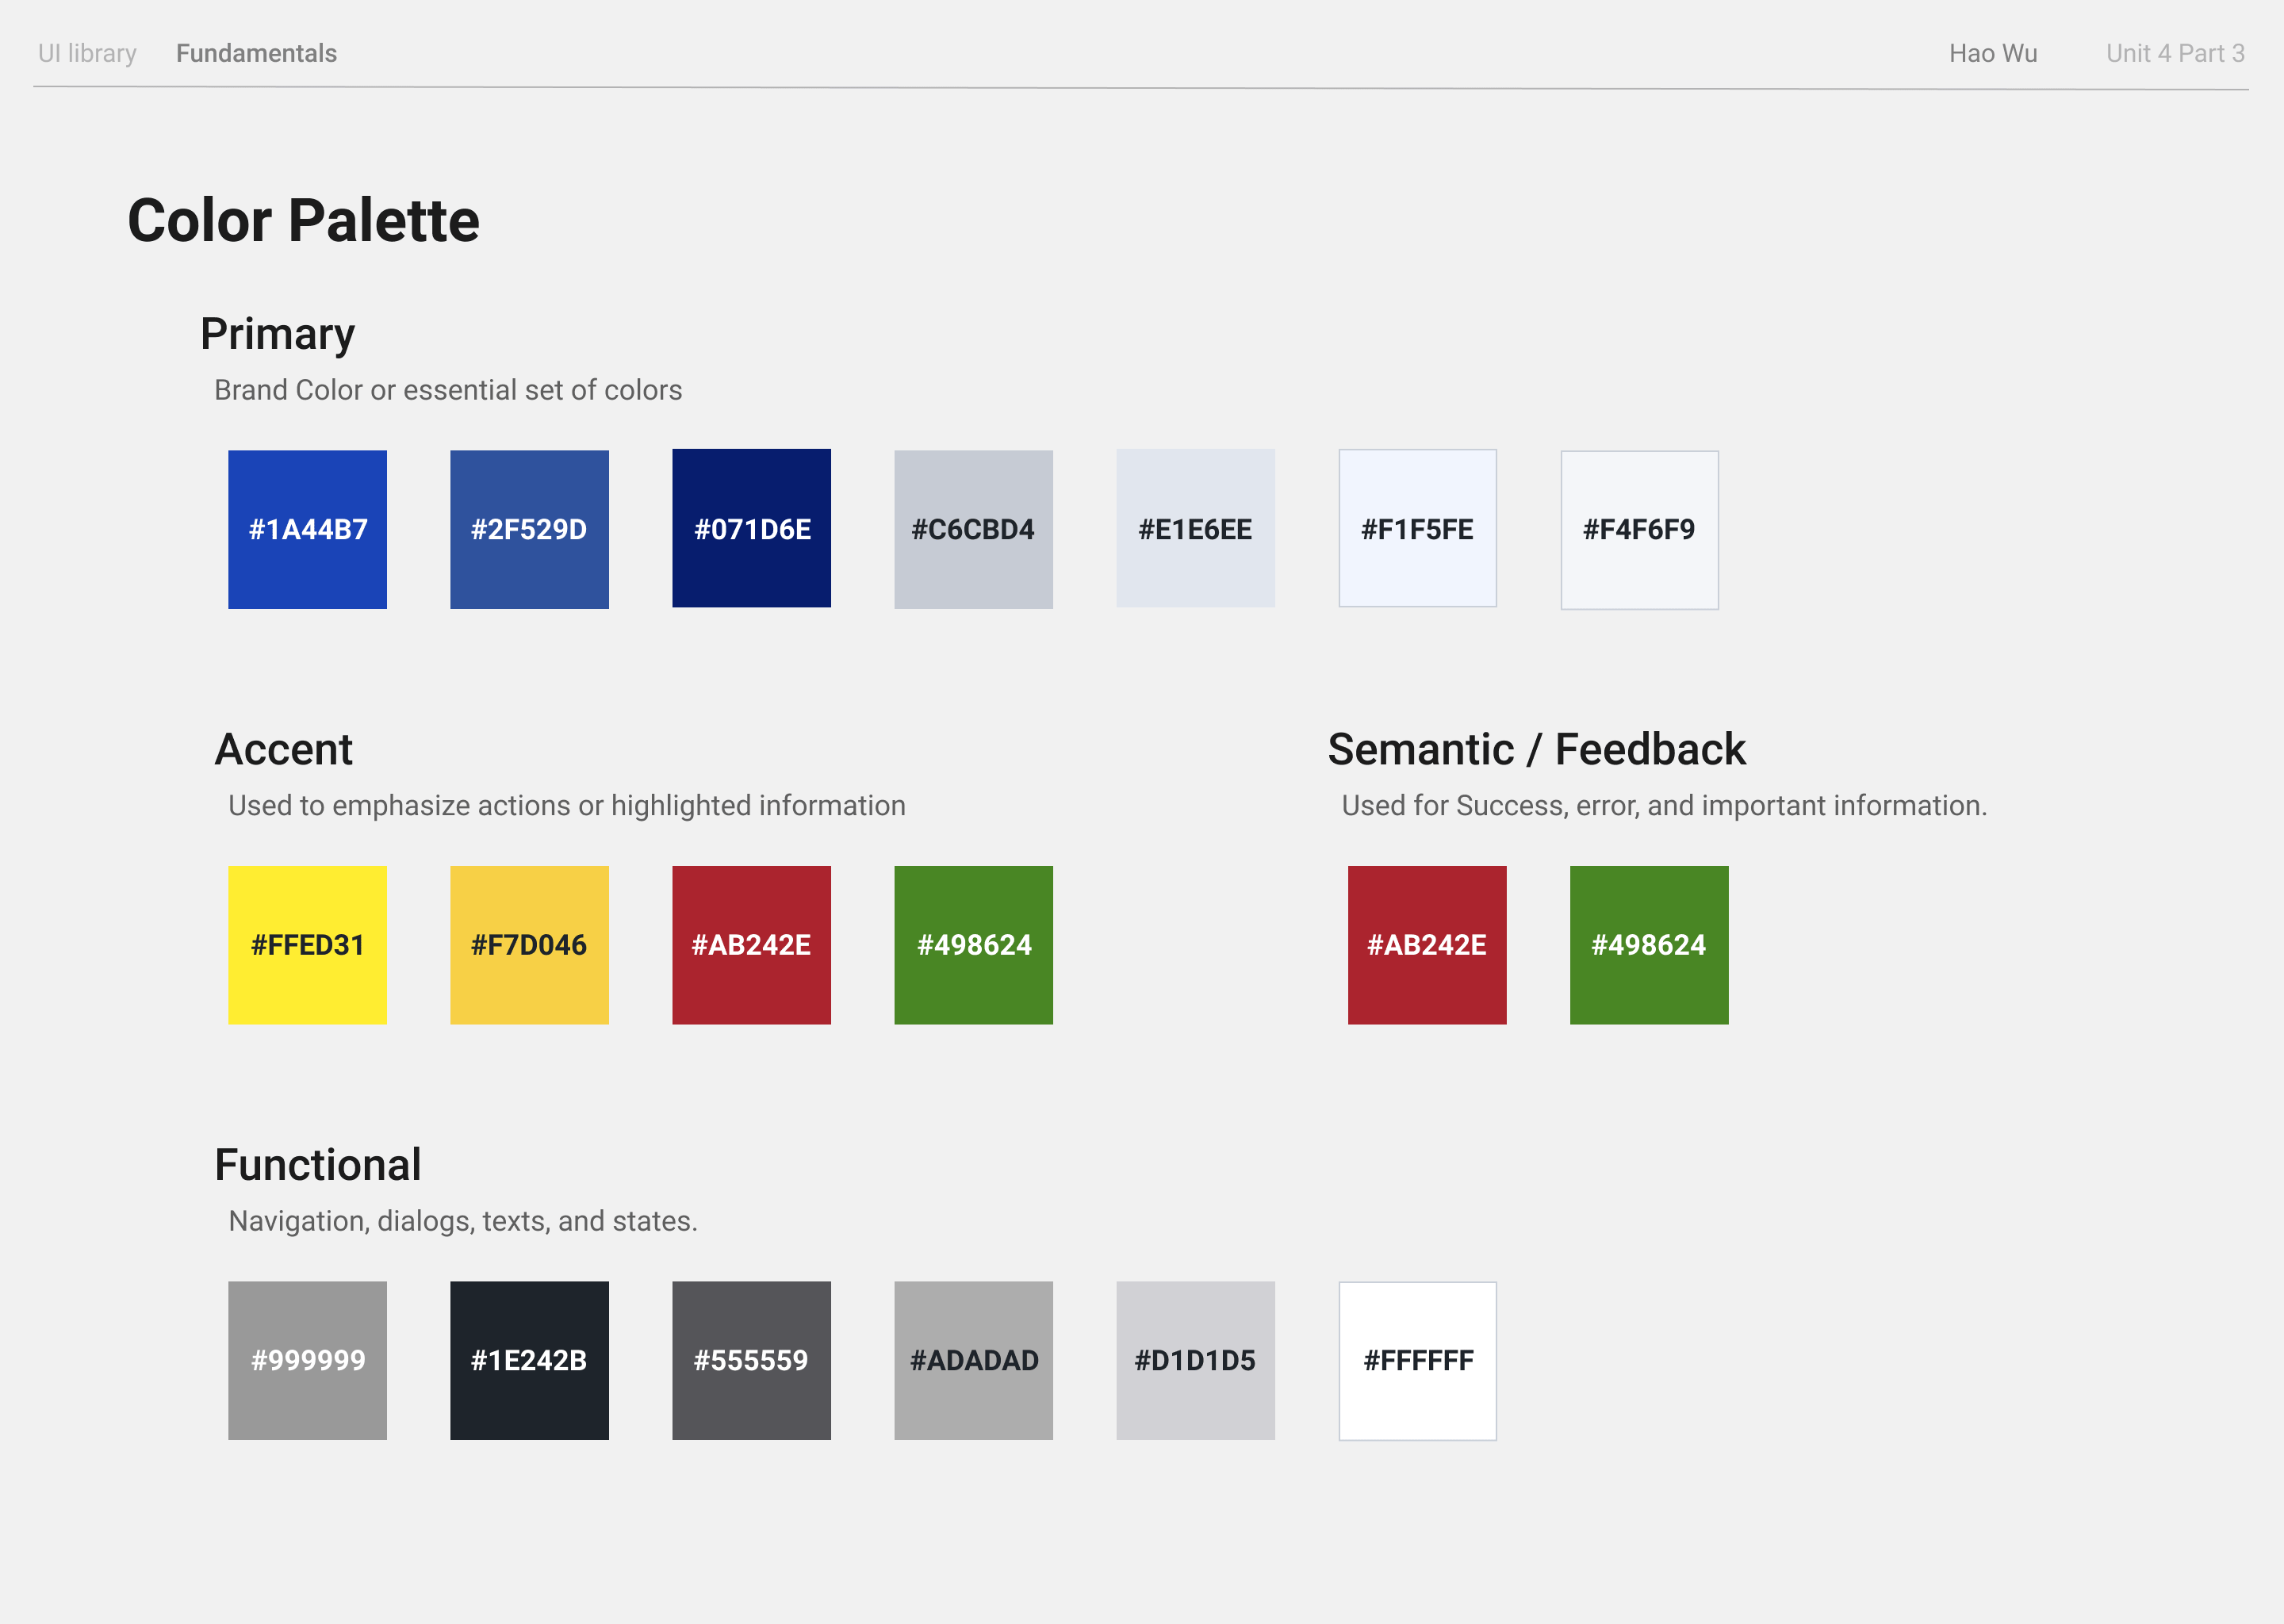 UI library Fundamentals Hao Wu Unit 4 Part 3
Color Palette
Primary
Brand Color or essential set of colors
#1A44B7 #2F529D #071D6E #C6CBD4 #E1E6EE #F1F5FE #F4F6F9
Accent
Used to emphasize actions or highlighted information
#FFED31 #F7D046 #AB242E #498624
Semantic / Feedback
Used for Success, error, and important information.
#AB242E #498624
Functional
Navigation, dialogs, texts, and states.
#999999 #1E242B #555559 #ADADAD #D1D1D5 #FFFFFF